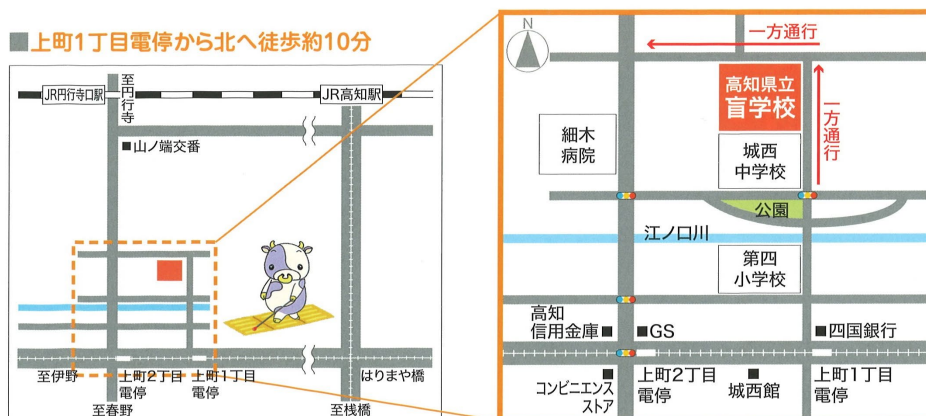 上町1丁目電停から北へ徒歩約10分
JR円行寺口駅
至円行寺
JR高知駅
山ノ端交番
至伊野
上町2丁目
電停
上町1丁目
電停
はりまや橋
至春野
至桟橋
N
一方通行
高知県立
盲学校
一方通行
細木
病院
城西
中学校
公園
江ノ口川
第四
小学校
高知
信用金庫
GS
四国銀行
コンビニエンス
ストア
上町2丁目
電停
城西館
上町1丁目
電停